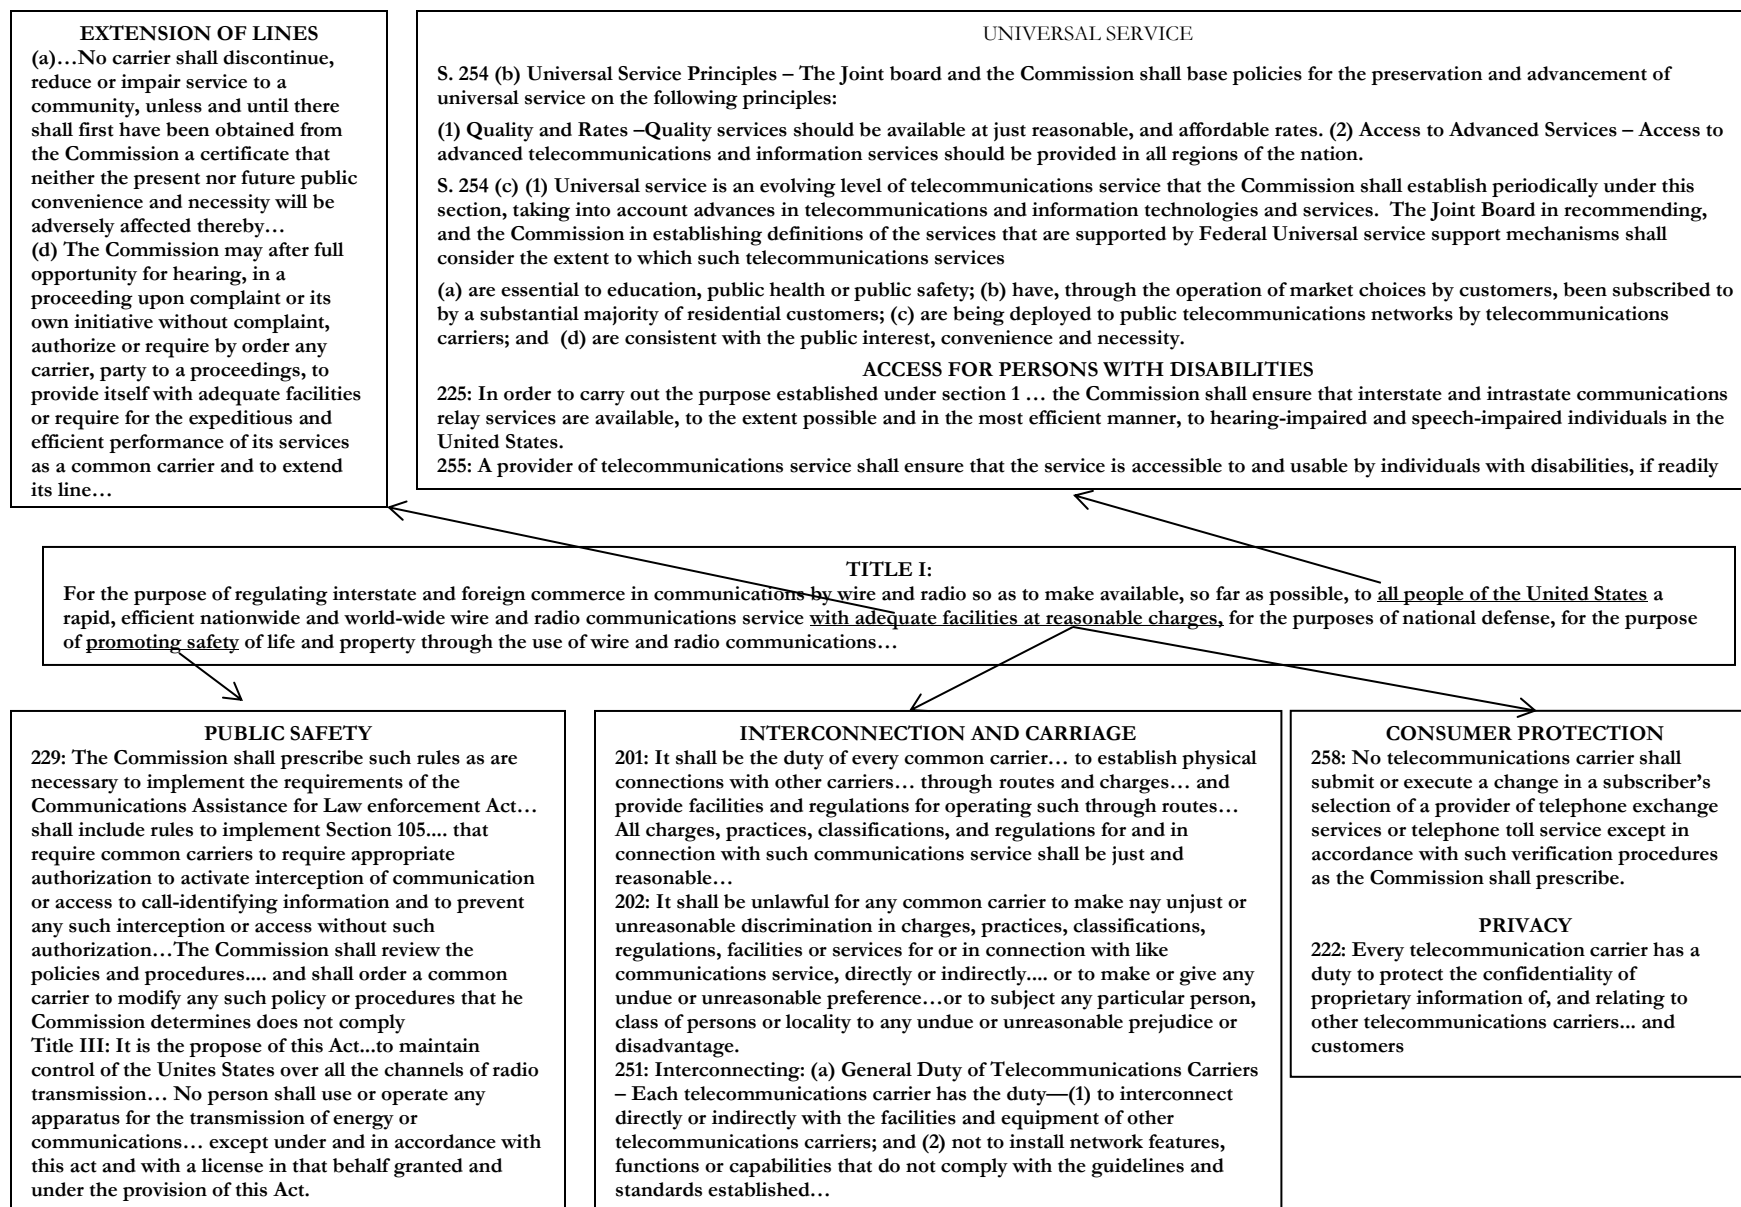 EXTENSION OF LINES
(a)…No carrier shall discontinue,
reduce or impair service to a
community, unless and until there
shall first have been obtained from
the Commission a certificate that
neither the present nor future public
convenience and necessity will be
adversely affected thereby…
(d) The Commission may after full
opportunity for hearing, in a
proceeding upon complaint or its
own initiative without complaint,
authorize or require by order any
carrier, party to a proceedings, to
provide itself with adequate facilities
or require for the expeditious and
efficient performance of its services
as a common carrier and to extend
its line…
UNIVERSAL SERVICE
S. 254 (b) Universal Service Principles – The Joint board and the Commission shall base policies for the preservation and advancement of
universal service on the following principles:
(1) Quality and Rates –Quality services should be available at just reasonable, and affordable rates. (2) Access to Advanced Services – Access to
advanced telecommunications and information services should be provided in all regions of the nation.
S. 254 (c) (1) Universal service is an evolving level of telecommunications service that the Commission shall establish periodically under this
section, taking into account advances in telecommunications and information technologies and services. The Joint Board in recommending,
and the Commission in establishing definitions of the services that are supported by Federal Universal service support mechanisms shall
consider the extent to which such telecommunications services
(a) are essential to education, public health or public safety; (b) have, through the operation of market choices by customers, been subscribed to
by a substantial majority of residential customers; (c) are being deployed to public telecommunications networks by telecommunications
carriers; and (d) are consistent with the public interest, convenience and necessity.
ACCESS FOR PERSONS WITH DISABILITIES
225: In order to carry out the purpose established under section 1 … the Commission shall ensure that interstate and intrastate communications
relay services are available, to the extent possible and in the most efficient manner, to hearing-impaired and speech-impaired individuals in the
United States.
255: A provider of telecommunications service shall ensure that the service is accessible to and usable by individuals with disabilities, if readily
TITLE I:
For the purpose of regulating interstate and foreign commerce in communications by wire and radio so as to make available, so far as possible, to all people of the United States a
rapid, efficient nationwide and world-wide wire and radio communications service with adequate facilities at reasonable charges, for the purposes of national defense, for the purpose
of promoting safety of life and property through the use of wire and radio communications…
PUBLIC SAFETY
229: The Commission shall prescribe such rules as are
necessary to implement the requirements of the
Communications Assistance for Law enforcement Act…
shall include rules to implement Section 105.... that
require common carriers to require appropriate
authorization to activate interception of communication
or access to call-identifying information and to prevent
any such interception or access without such
authorization…The Commission shall review the
policies and procedures.... and shall order a common
carrier to modify any such policy or procedures that he
Commission determines does not comply
Title III: It is the propose of this Act...to maintain
control of the Unites States over all the channels of radio
transmission… No person shall use or operate any
apparatus for the transmission of energy or
communications… except under and in accordance with
this act and with a license in that behalf granted and
under the provision of this Act.
INTERCONNECTION AND CARRIAGE
201: It shall be the duty of every common carrier… to establish physical
connections with other carriers… through routes and charges… and
provide facilities and regulations for operating such through routes…
All charges, practices, classifications, and regulations for and in
connection with such communications service shall be just and
reasonable…
202: It shall be unlawful for any common carrier to make nay unjust or
unreasonable discrimination in charges, practices, classifications,
regulations, facilities or services for or in connection with like
communications service, directly or indirectly.... or to make or give any
undue or unreasonable preference…or to subject any particular person,
class of persons or locality to any undue or unreasonable prejudice or
disadvantage.
251: Interconnecting: (a) General Duty of Telecommunications Carriers
– Each telecommunications carrier has the duty—(1) to interconnect
directly or indirectly with the facilities and equipment of other
telecommunications carriers; and (2) not to install network features,
functions or capabilities that do not comply with the guidelines and
standards established…
CONSUMER PROTECTION
258: No telecommunications carrier shall
submit or execute a change in a subscriber's
selection of a provider of telephone exchange
services or telephone toll service except in
accordance with such verification procedures
as the Commission shall prescribe.
PRIVACY
222: Every telecommunication carrier has a
duty to protect the confidentiality of
proprietary information of, and relating to
other telecommunications carriers... and
customers